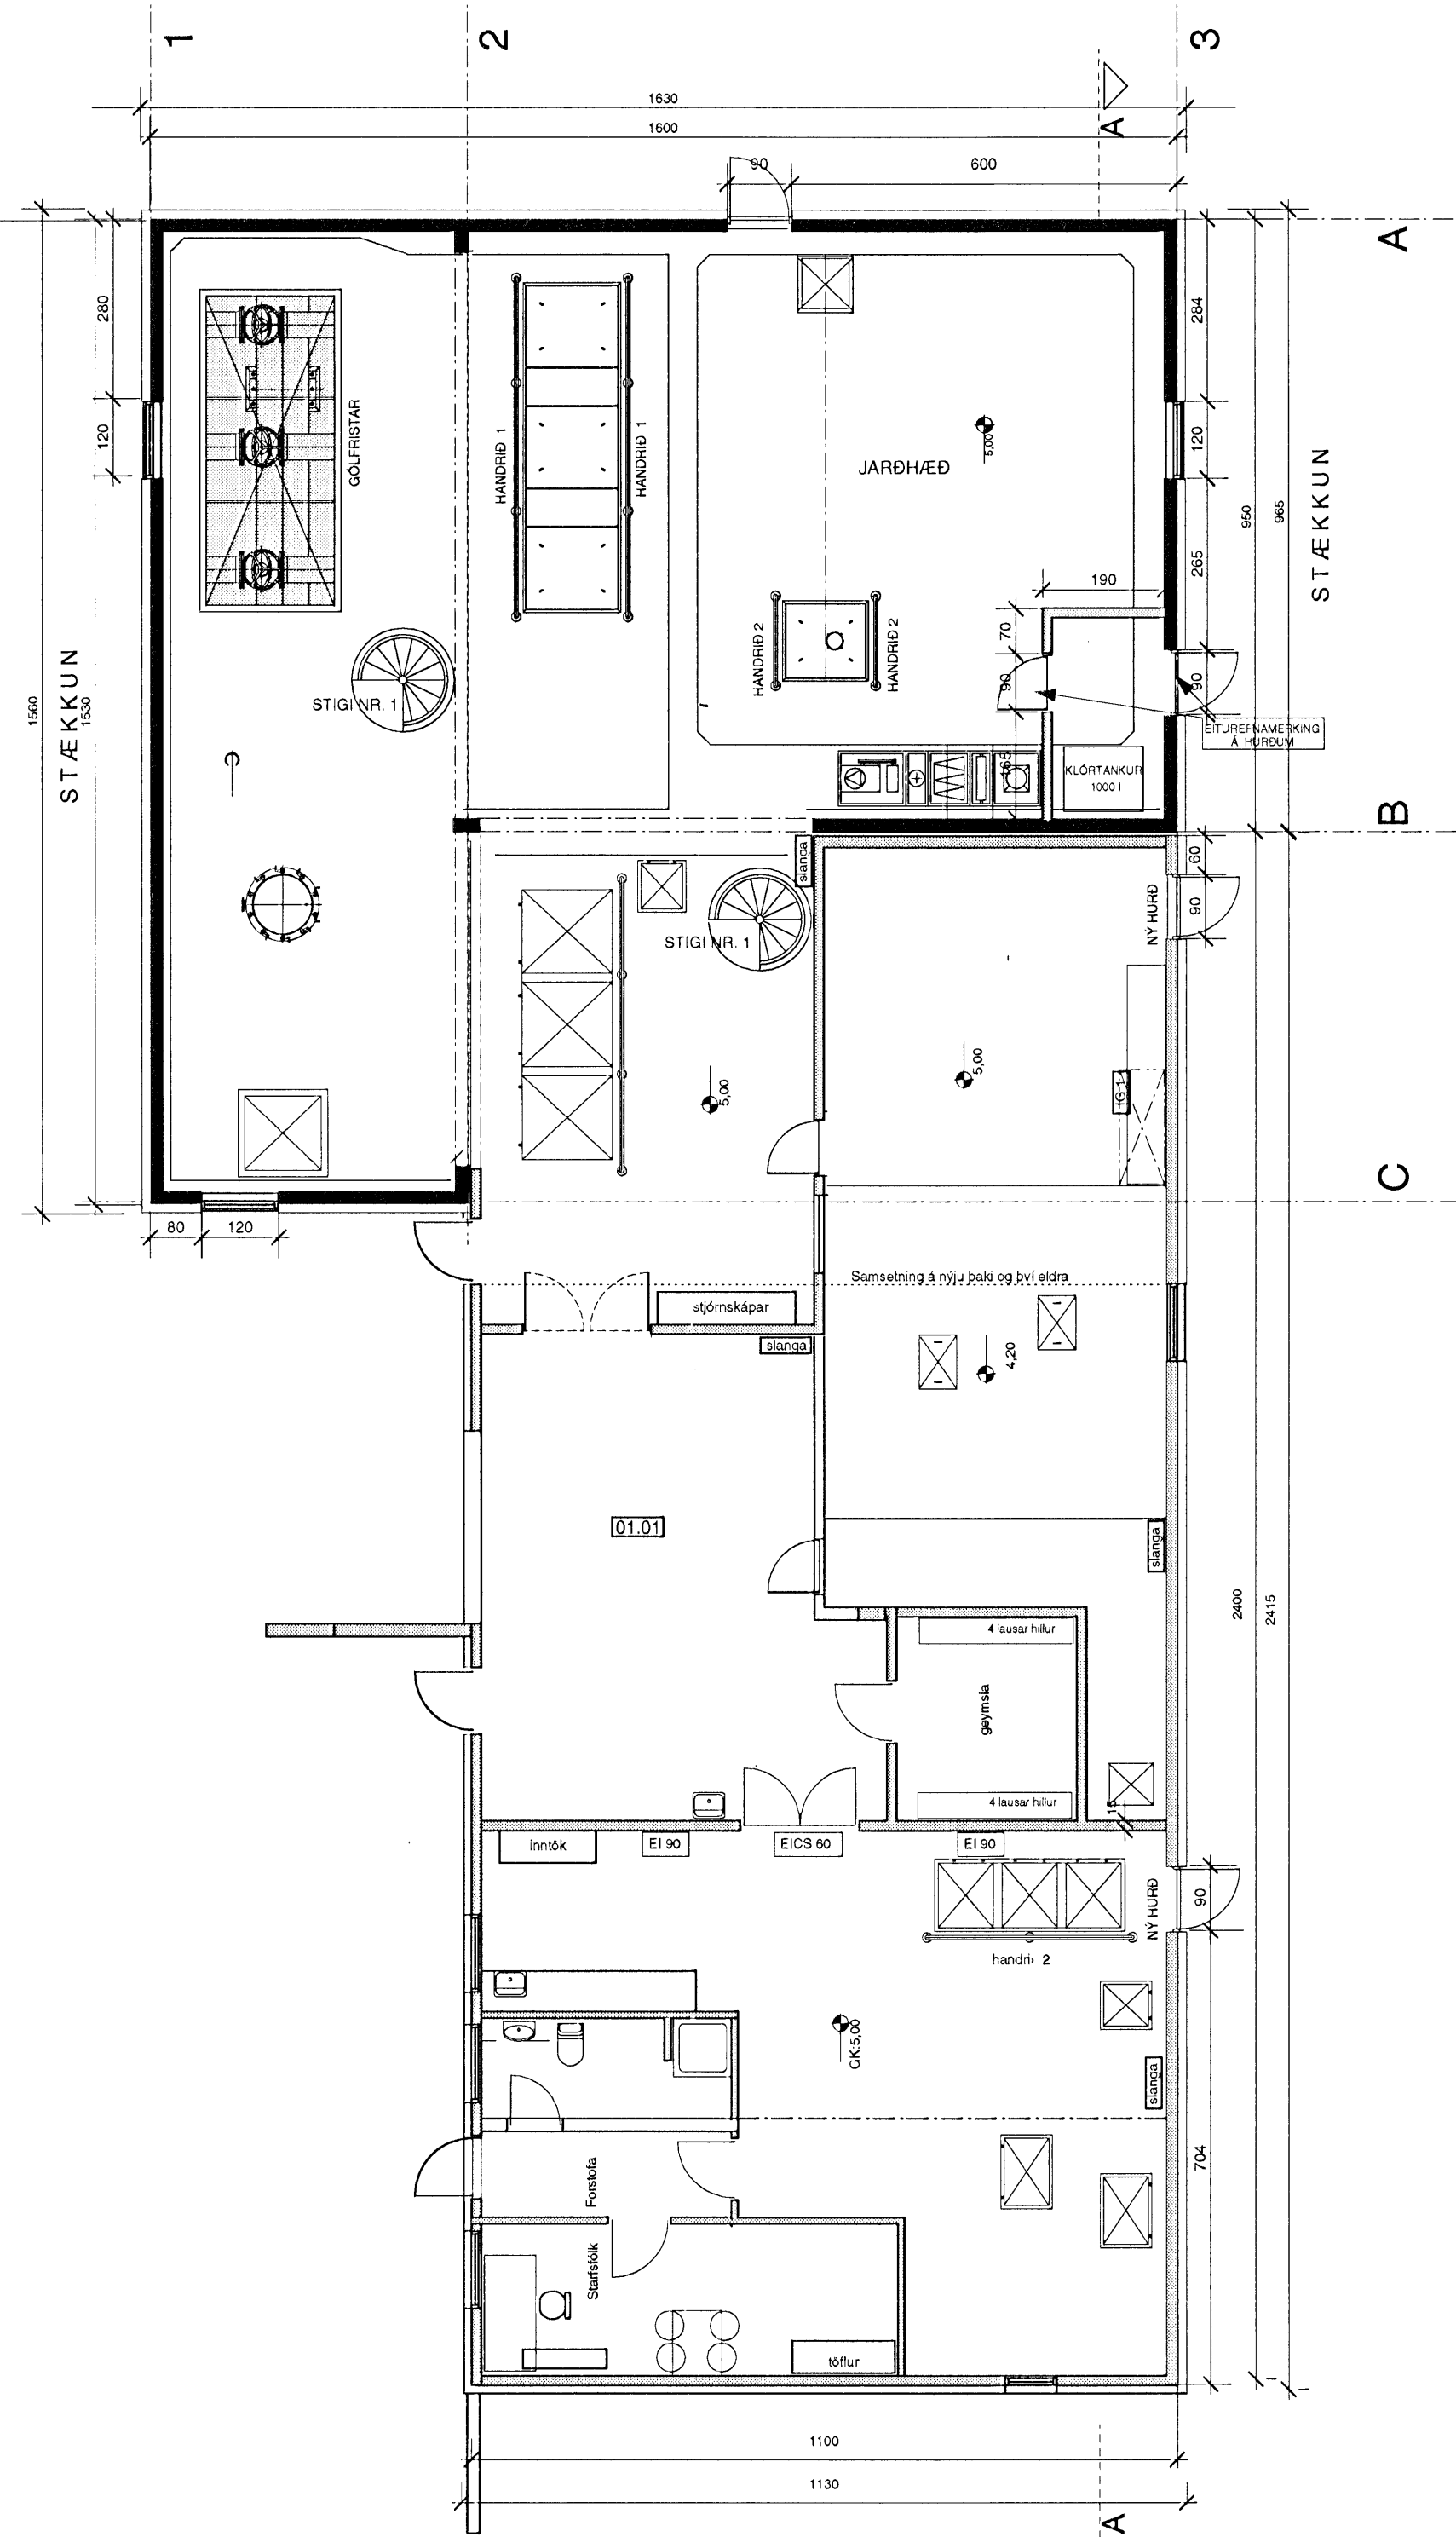 1
2
3
1630
1600
90
600
A
A
280
120
1560
1530
STÆKKUN
GÓLFRISTAR
HANDRIÐ 1
HANDRIÐ 1
JARÐHÆÐ
5,00
284
120
265
950
965
STÆKKUN
190
70
90
165
90
HANDRIÐ 2
HANDRIÐ 2
STIGI NR. 1
EITUREFNAMERKING
Á HURÐUM
KLÓRTANKUR
1000 l
B
slanga
60
90
NÝ HURÐ
STIGI NR. 1
5,00
5,00
C
80
120
Samsetning á nýju þaki og því eldra
stjórnskápar
slanga
4,20
01.01
slanga
2400
2415
4 lausar hillur
geymsla
4 lausar hillur
15
inntök
EI 90
EICS 60
EI 90
90
NÝ HURÐ
GK:5,00
slanga
704
Forstofa
Starfsfólk
töflur
1100
1130
A